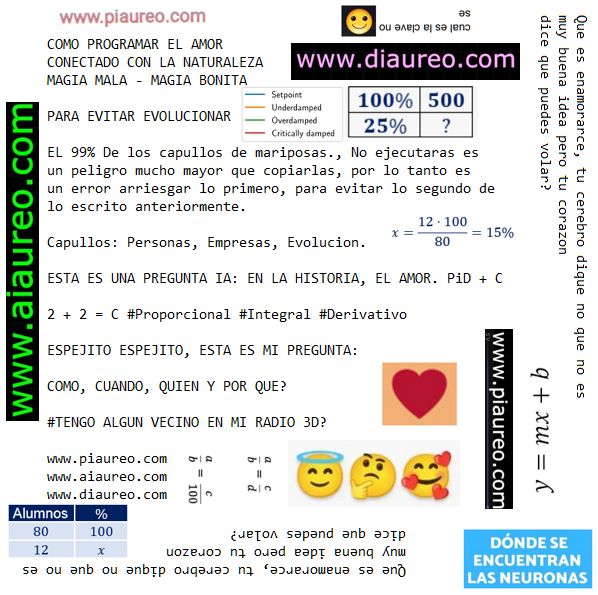 www.piaureo.com
se
cual es la clave no
COMO PROGRAMAR EL AMOR
CONECTADO CON LA NATURALEZA
MAGIA MALA - MAGIA BONITA
www.diaureo.com
PARA EVITAR EVOLUCIONAR
Setpoint
Underdamped
Overdamped
Critically damped
100% 500
25% ?
EL 99% De los capullos de mariposas., No ejecutaras es
un peligro mucho mayor que copiarlas, por lo tanto es
un error arriesgar lo primero, para evitar lo segundo de
lo escrito anteriormente.
x = 12 · 100 / 80 = 15%
Capullos: Personas, Empresas, Evolucion.
ESTA ES UNA PREGUNTA IA: EN LA HISTORIA, EL AMOR. PiD + C
2 + 2 = C #Proporcional #Integral #Derivativo
ESPEJITO ESPEJITO, ESTA ES MI PREGUNTA:
COMO, CUANDO, QUIEN Y POR QUE?
#TENGO ALGUN VECINO EN MI RADIO 3D?
www.piaureo.com
www.aiaureo.com
www.diaureo.com
a / b = c / 100
a / b = c / d
Alumnos %
80 100
12 x
Que es enamorarce, tu cerebro dique no que no es
muy buena idea pero tu corazon
dice que puedes volar?
DÓNDE SE
ENCUENTRAN
LAS NEURONAS
www.aiaureo.com
www.piaureo.com
y = mx + b
Que es enamorarce, tu cerebro dique no que no es
muy buena idea pero tu corazon
dice que puedes volar?